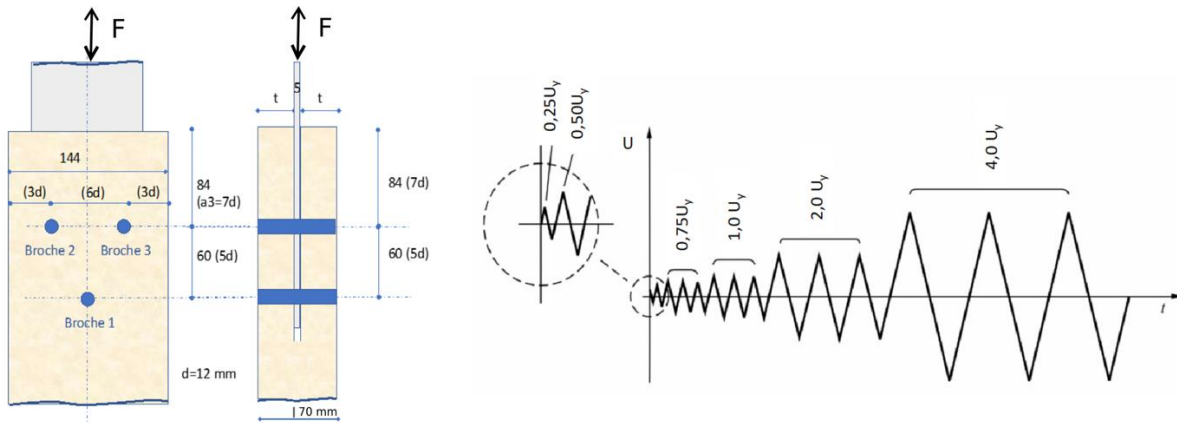 F
144
(3d)
(6d)
(3d)
84
(a3=7d)
Broche 2
Broche 3
60 (5d)
Broche 1
d=12 mm
F
5
t
t
84 (7d)
60 (5d)
70 mm
U
0,25Uy
0,50Uy
0,75Uy
1,0 Uy
2,0 Uy
4,0 Uy
t